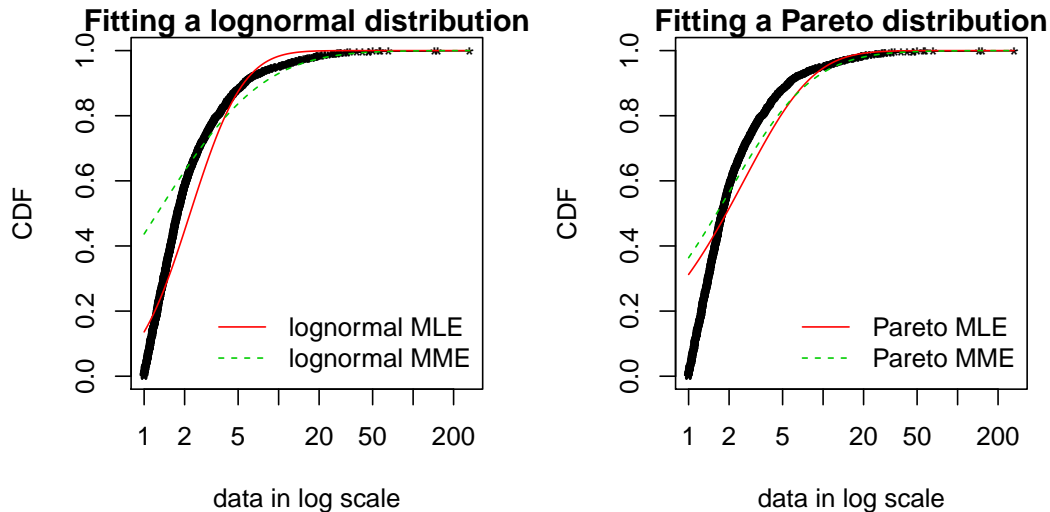 Fitting a lognormal distribution
CDF
1.0
0.8
0.6
0.4
0.2
0.0
lognormal MLE
lognormal MME
1 2 5 20 50 200
data in log scale
Fitting a Pareto distribution
CDF
1.0
0.8
0.6
0.4
0.2
0.0
Pareto MLE
Pareto MME
1 2 5 20 50 200
data in log scale